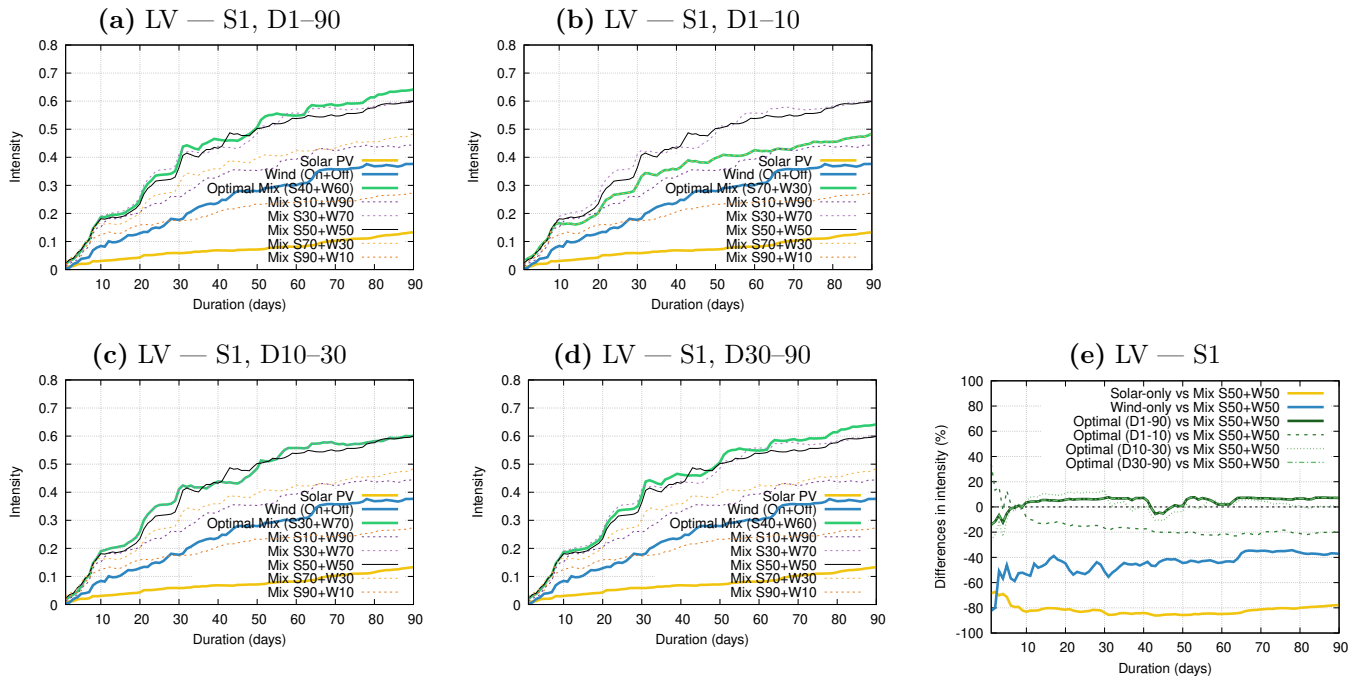 (a) LV — S1, D1–90
0.8
0.7
0.6
0.5
0.4
0.3
0.2
0.1
0
Intensity
10 20 30 40 50 60 70 80 90
Duration (days)
Solar PV
Wind (On+Off)
Optimal Mix (S40+W60)
Mix S10+W90
Mix S30+W70
Mix S50+W50
Mix S70+W30
Mix S90+W10
(b) LV — S1, D1–10
0.8
0.7
0.6
0.5
0.4
0.3
0.2
0.1
0
Intensity
10 20 30 40 50 60 70 80 90
Duration (days)
Solar PV
Wind (On+Off)
Optimal Mix (S70+W30)
Mix S10+W90
Mix S30+W70
Mix S50+W50
Mix S70+W30
Mix S90+W10
(c) LV — S1, D10–30
0.8
0.7
0.6
0.5
0.4
0.3
0.2
0.1
0
Intensity
10 20 30 40 50 60 70 80 90
Duration (days)
Solar PV
Wind (On+Off)
Optimal Mix (S30+W70)
Mix S10+W90
Mix S30+W70
Mix S50+W50
Mix S70+W30
Mix S90+W10
(d) LV — S1, D30–90
0.8
0.7
0.6
0.5
0.4
0.3
0.2
0.1
0
Intensity
10 20 30 40 50 60 70 80 90
Duration (days)
Solar PV
Wind (On+Off)
Optimal Mix (S40+W60)
Mix S10+W90
Mix S30+W70
Mix S50+W50
Mix S70+W30
Mix S90+W10
(e) LV — S1
100
80
60
40
20
0
-20
-40
-60
-80
-100
Differences in intensity (%)
10 20 30 40 50 60 70 80 90
Duration (days)
Solar-only vs Mix S50+W50
Wind-only vs Mix S50+W50
Optimal (D1-90) vs Mix S50+W50
Optimal (D1-10) vs Mix S50+W50
Optimal (D10-30) vs Mix S50+W50
Optimal (D30-90) vs Mix S50+W50